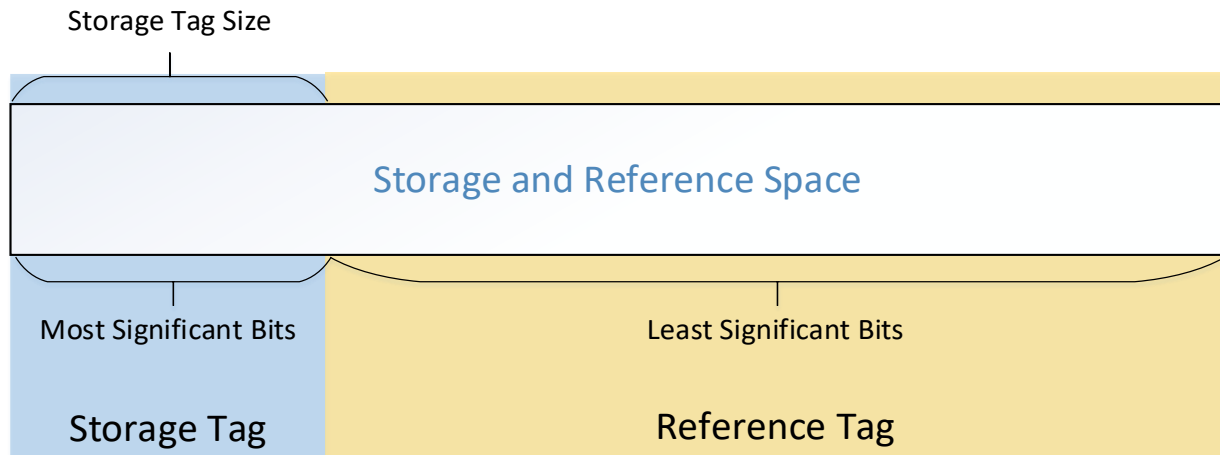 Storage Tag Size
Storage and Reference Space
Most Significant Bits
Least Significant Bits
Storage Tag
Reference Tag